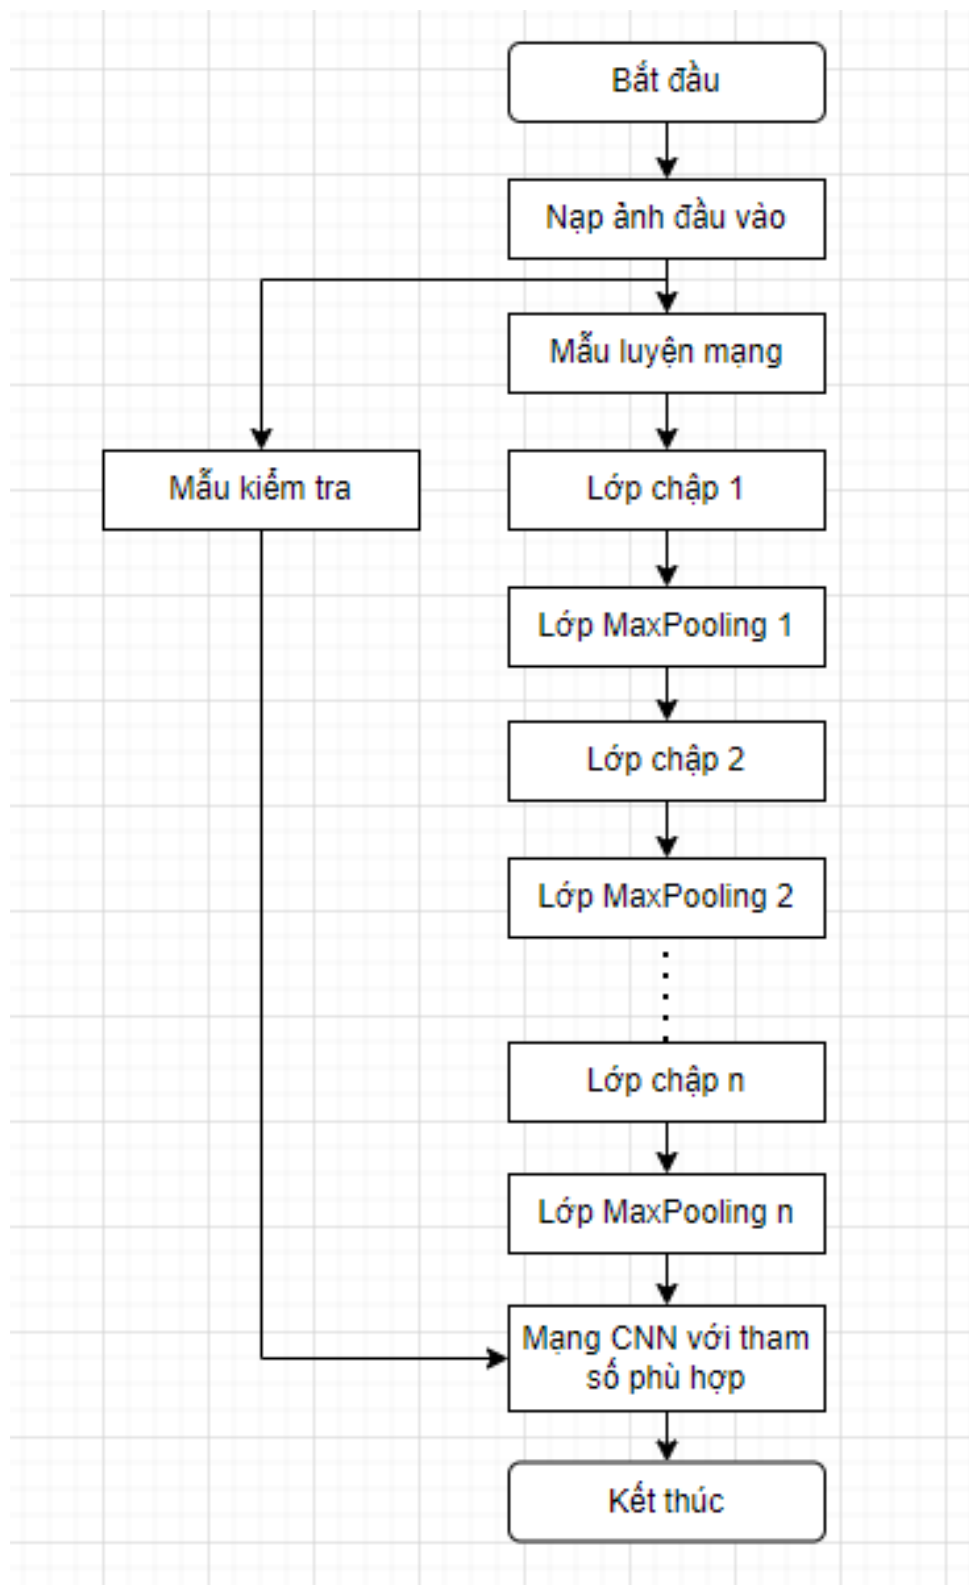 Bắt đầu
Nạp ảnh đầu vào
Mẫu luyện mạng
Mẫu kiểm tra
Lớp chập 1
Lớp MaxPooling 1
Lớp chập 2
Lớp MaxPooling 2
Lớp chập n
Lớp MaxPooling n
Mạng CNN với tham
số phù hợp
Kết thúc